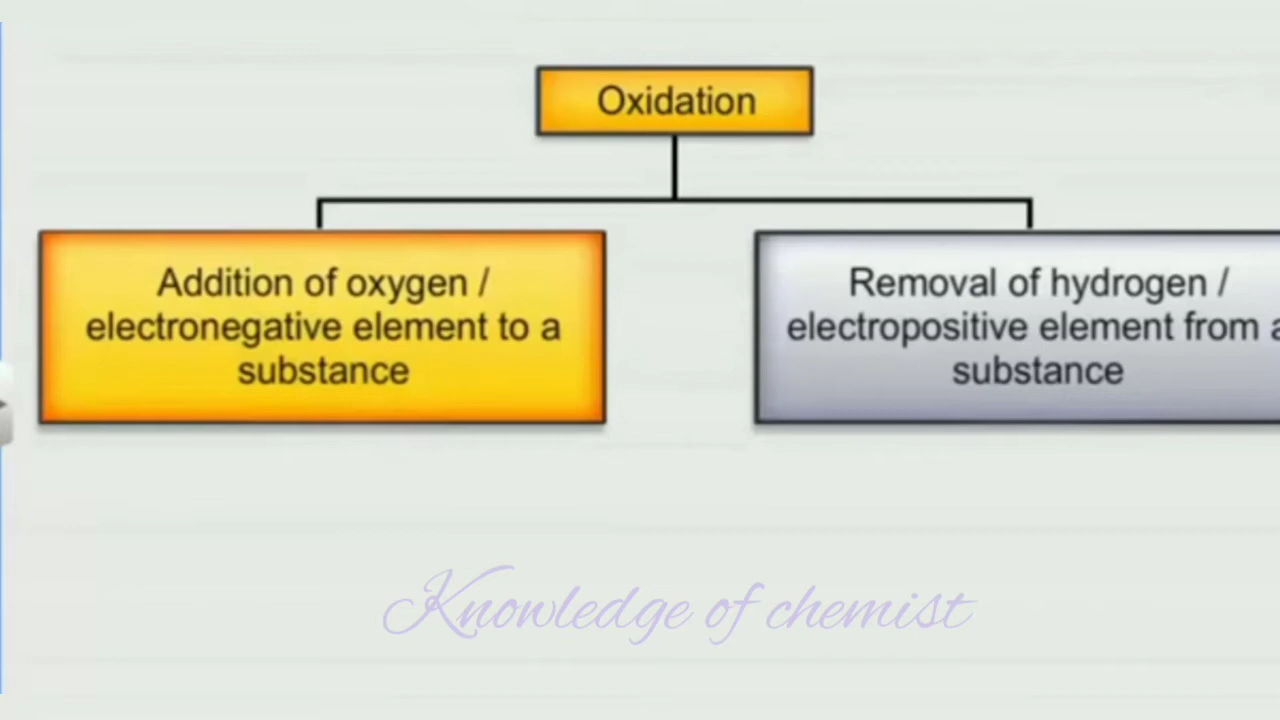 Oxidation
Addition of oxygen /
electronegative element to a
substance
Removal of hydrogen /
electropositive element from a
substance
Knowledge of chemist